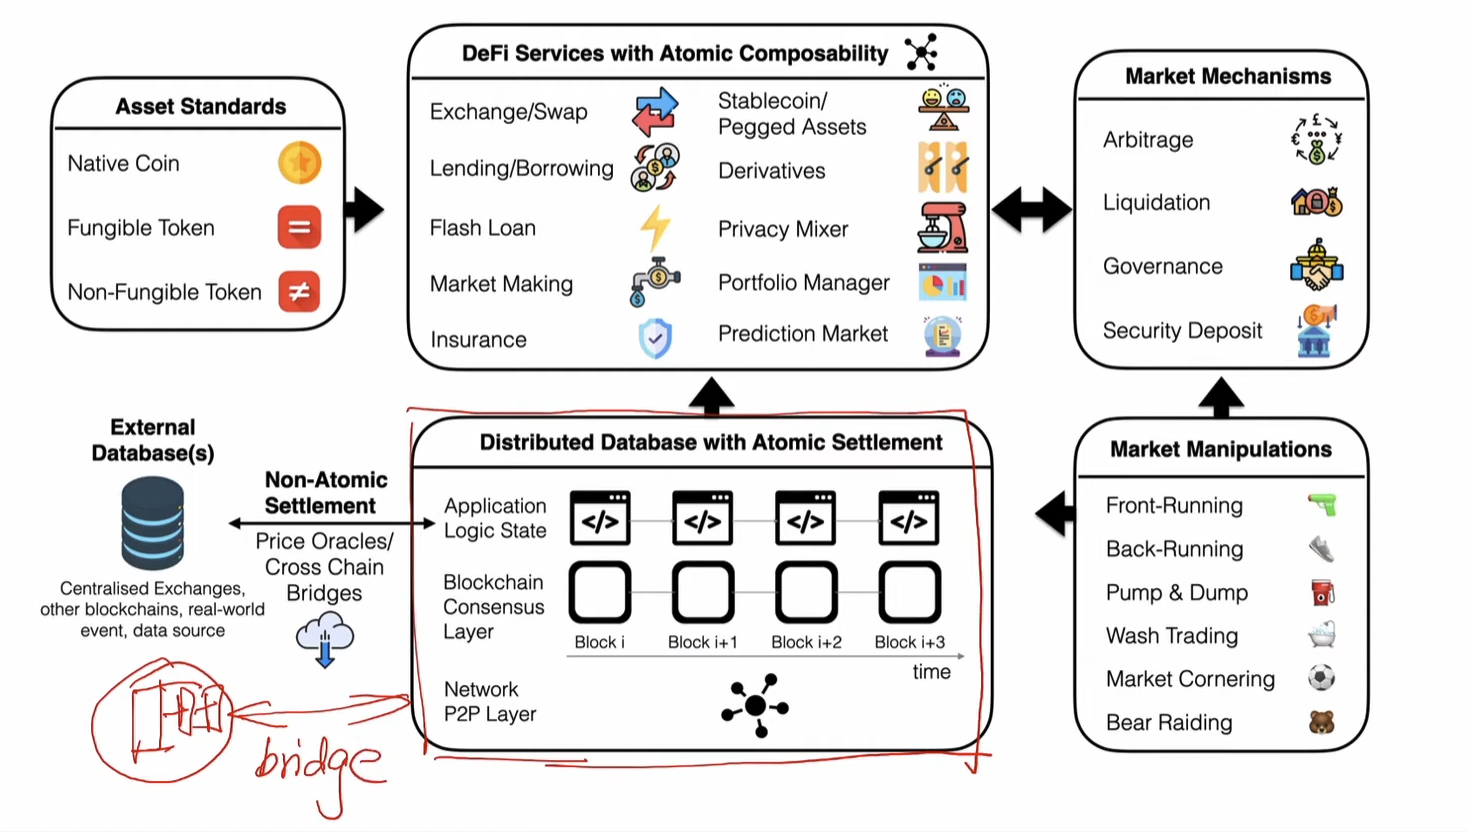 Asset Standards
Native Coin
Fungible Token
=
Non-Fungible Token
≠
DeFi Services with Atomic Composability
Exchange/Swap
Lending/Borrowing
Flash Loan
Market Making
Insurance
Stablecoin/
Pegged Assets
Derivatives
Privacy Mixer
Portfolio Manager
Prediction Market
Market Mechanisms
Arbitrage
Liquidation
Governance
Security Deposit
External
Database(s)
Centralised Exchanges,
other blockchains, real-world
event, data source
Non-Atomic
Settlement
Price Oracles/
Cross Chain
Bridges
bridge
Distributed Database with Atomic Settlement
Application
Logic State
</> </> </> </>
Blockchain
Consensus
Layer
Block i Block i+1 Block i+2 Block i+3
time
Network
P2P Layer
Market Manipulations
Front-Running
Back-Running
Pump & Dump
Wash Trading
Market Cornering
Bear Raiding